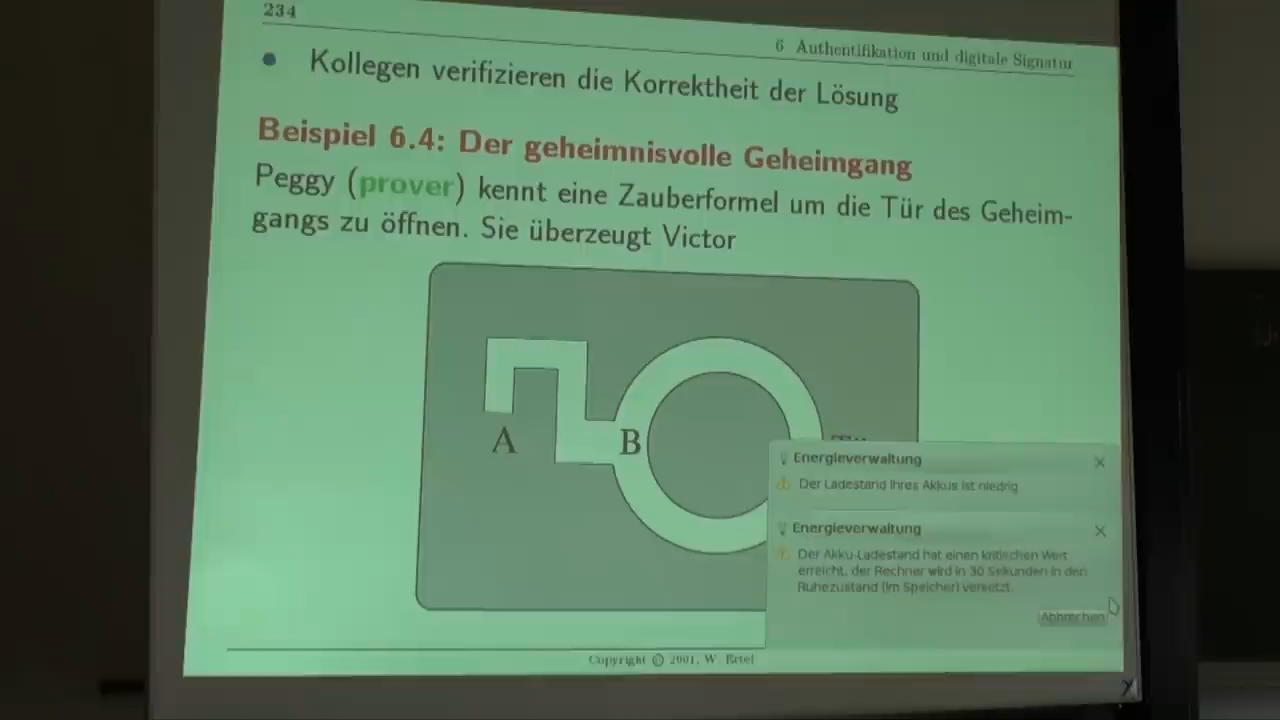 234
6 Authentifikation und digitale Signatur
• Kollegen verifizieren die Korrektheit der Lösung
Beispiel 6.4: Der geheimnisvolle Geheimgang
Peggy (prover) kennt eine Zauberformel um die Tür des Geheim-
gangs zu öffnen. Sie überzeugt Victor
A
B
Energieverwaltung
Der Ladestand Ihres Akkus ist niedrig
Energieverwaltung
Der Akku-Ladestand hat einen kritischen Wert
erreicht, der Rechner wird in 30 Sekunden in den
Ruhezustand (im Speicher) versetzt.
Abbrechen
Copyright © 2001, W. Ertel